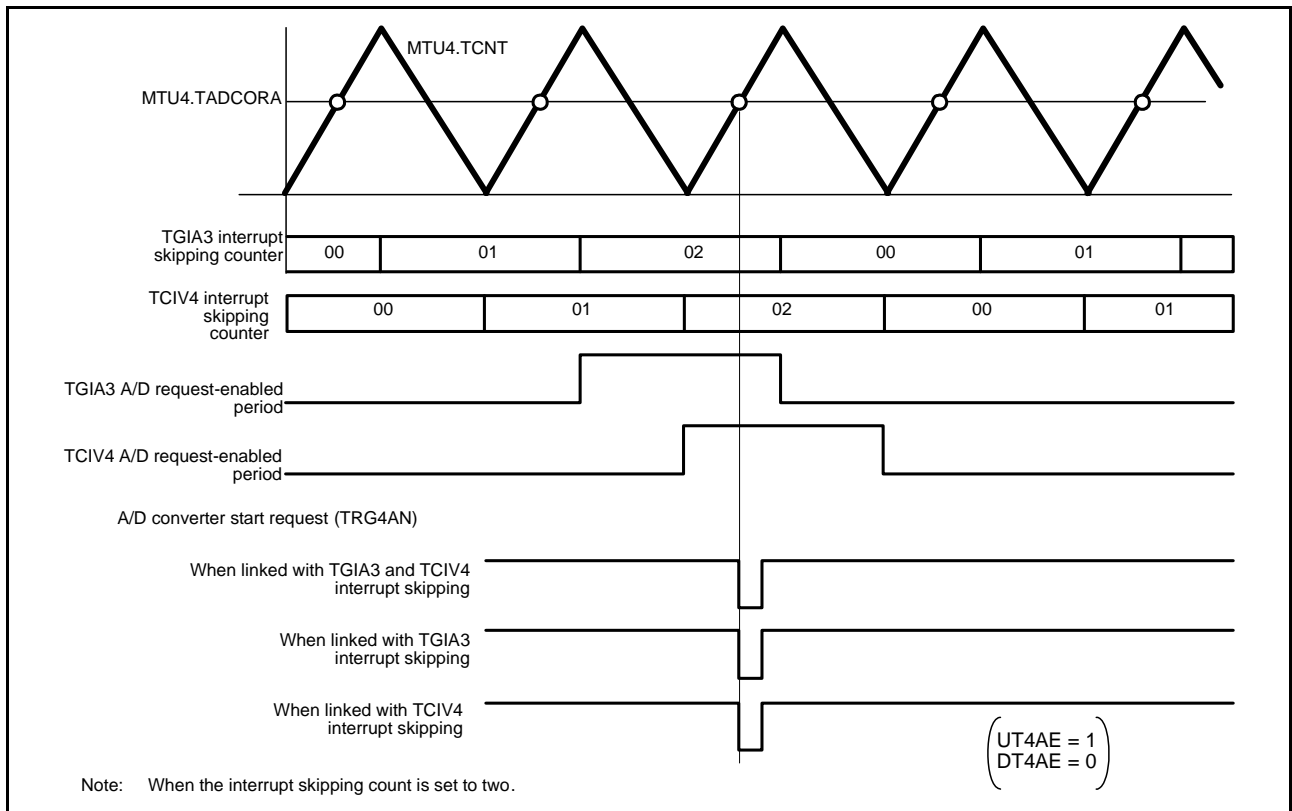 MTU4.TCNT
MTU4.TADCORA
TGIA3 interrupt
skipping counter
00 01 02 00 01
TCIV4 interrupt
skipping
counter
00 01 02 00 01
TGIA3 A/D request-enabled
period
TCIV4 A/D request-enabled
period
A/D converter start request (TRG4AN)
When linked with TGIA3 and TCIV4
interrupt skipping
When linked with TGIA3
interrupt skipping
When linked with TCIV4
interrupt skipping
UT4AE = 1
DT4AE = 0
Note: When the interrupt skipping count is set to two.